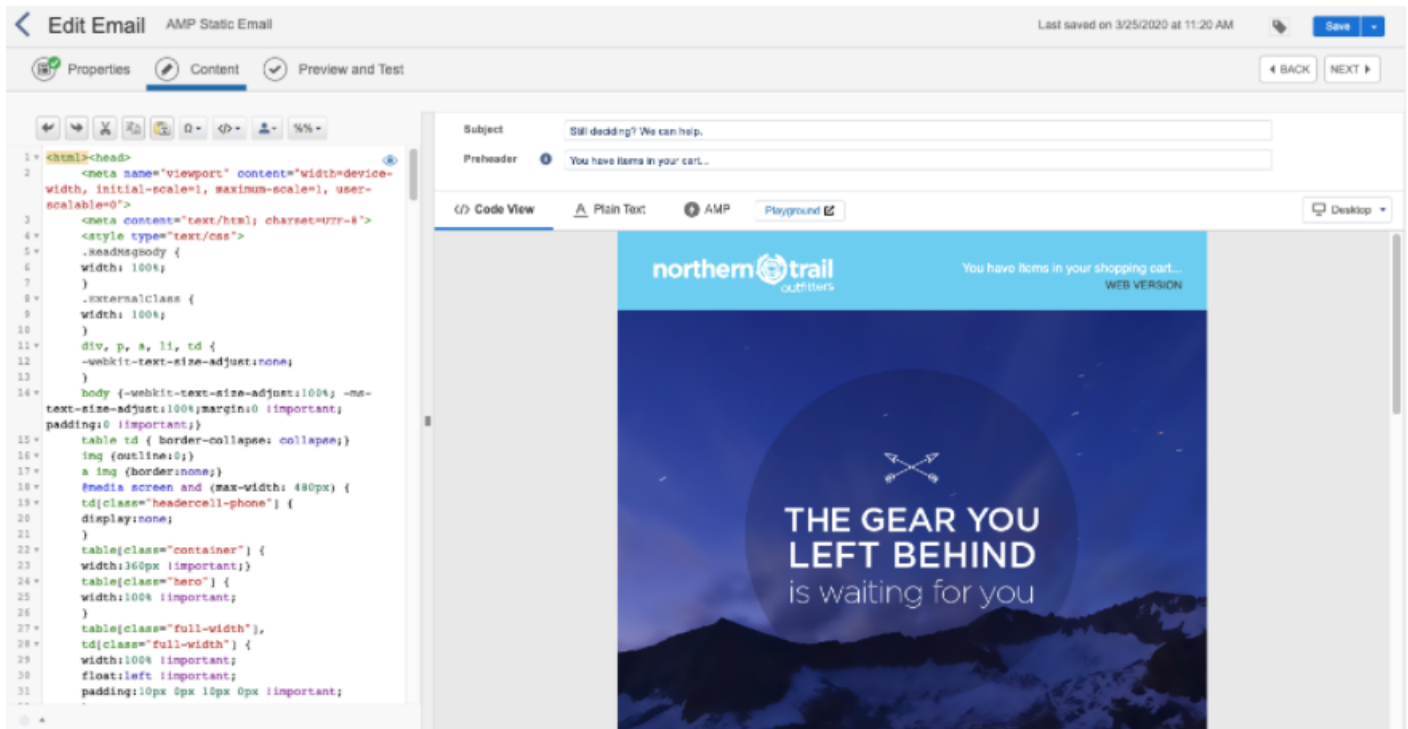 Edit Email AMP Static Email Last saved on 3/25/2020 at 11:20 AM Save
Properties Content Preview and Test BACK NEXT
Ω </> %%
Subject Still deciding? We can help.
Preheader You have items in your cart...
</> Code View A Plain Text AMP Playground Desktop
1 <html><head>
2 <meta name="viewport" content="width=device-
width, initial-scale=1, maximum-scale=1, user-
scalable=0">
3 <meta content="text/html; charset=UTF-8">
4 <style type="text/css">
5 .ReadMsgBody {
6 width: 100%;
7 }
8 .ExternalClass {
9 width: 100%;
10 }
11 div, p, a, li, td {
12 -webkit-text-size-adjust:none;
13 }
14 body {-webkit-text-size-adjust:100%; -ms-
text-size-adjust:100%;margin:0 !important;
padding:0 !important;}
15 table td { border-collapse: collapse;}
16 img {outline:0;}
17 a img {border:none;}
18 @media screen and (max-width: 480px) {
19 td[class="headercell-phone"] {
20 display:none;
21 }
22 table[class="container"] {
23 width:360px !important;}
24 table[class="hero"] {
25 width:100% !important;
26 }
27 table[class="full-width"],
28 td[class="full-width"] {
29 width:100% !important;
30 float:left !important;
31 padding:10px 0px 10px 0px !important;
northern trail
outfitters
You have items in your shopping cart...
WEB VERSION
THE GEAR YOU
LEFT BEHIND
is waiting for you